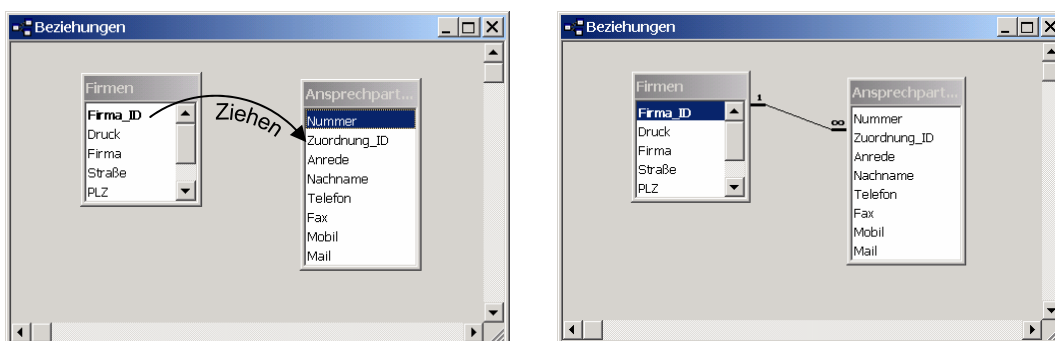 Beziehungen
Firmen
Firma_ID
Druck
Firma
Straße
PLZ
Ziehen
Ansprechpart...
Nummer
Zuordnung_ID
Anrede
Nachname
Telefon
Fax
Mobil
Mail
Beziehungen
Firmen
Firma_ID
Druck
Firma
Straße
PLZ
1
∞
Ansprechpart...
Nummer
Zuordnung_ID
Anrede
Nachname
Telefon
Fax
Mobil
Mail